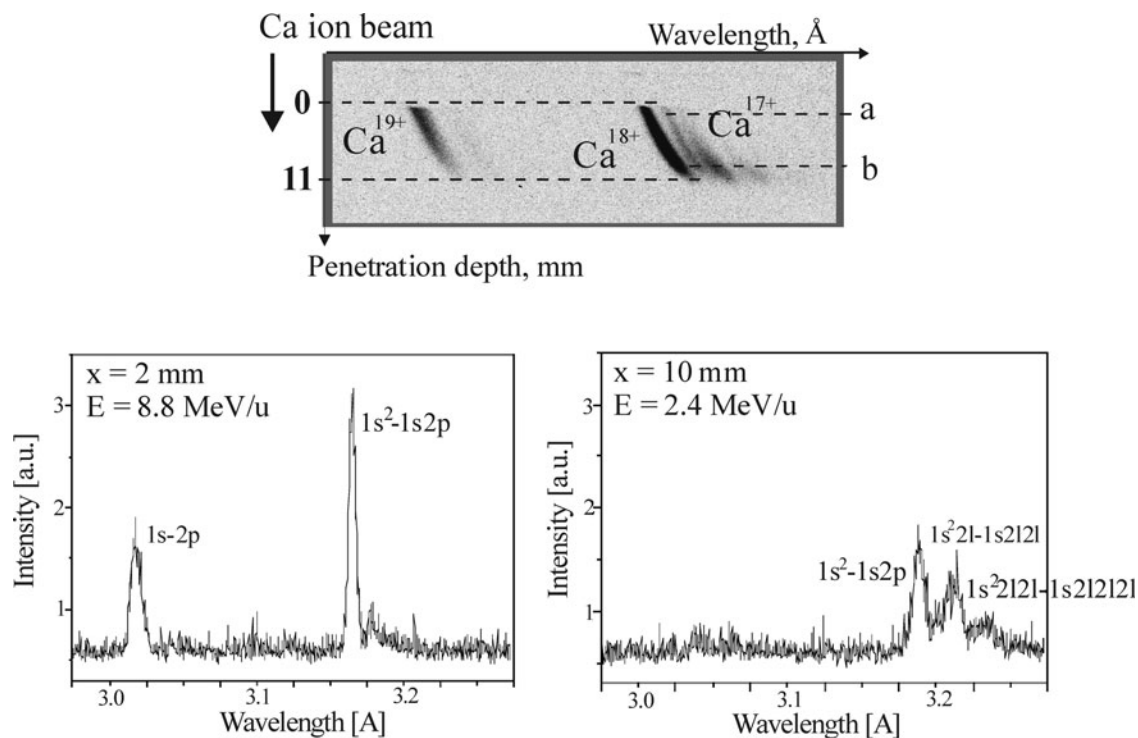 Ca ion beam
Wavelength, Å
0
a
Ca¹⁹⁺
Ca¹⁸⁺
Ca¹⁷⁺
b
11
Penetration depth, mm
x = 2 mm
E = 8.8 MeV/u
3
1s²-1s2p
2
1s-2p
1
Intensity [a.u.]
3.0
3.1
3.2
Wavelength [A]
x = 10 mm
E = 2.4 MeV/u
3
2
1s²2l-1s2l2l
1s²-1s2p
1s²2l2l-1s2l2l2l
1
Intensity [a.u.]
3.0
3.1
3.2
Wavelength [A]